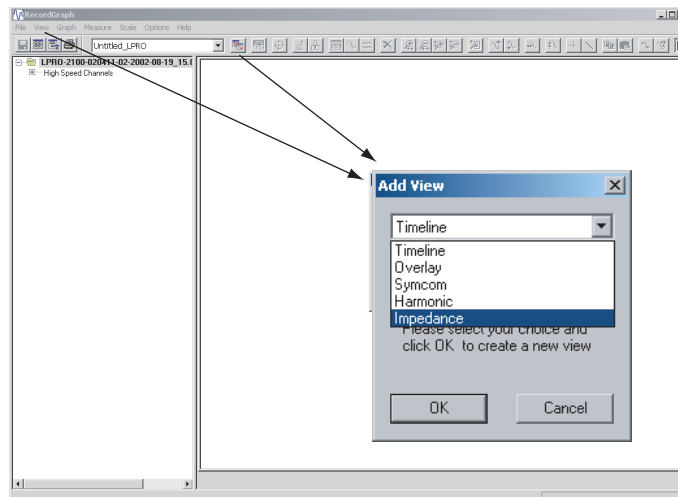 RecordGraph
File View Graph Measure Scale Options Help
Untitled_LPRO
LPRO-2100-020411-02-2002-08-19_15.0
High Speed Channels
Add View
Timeline
Timeline
Overlay
Symcom
Harmonic
Impedance
Please select your choice and
click OK to create a new view
OK Cancel